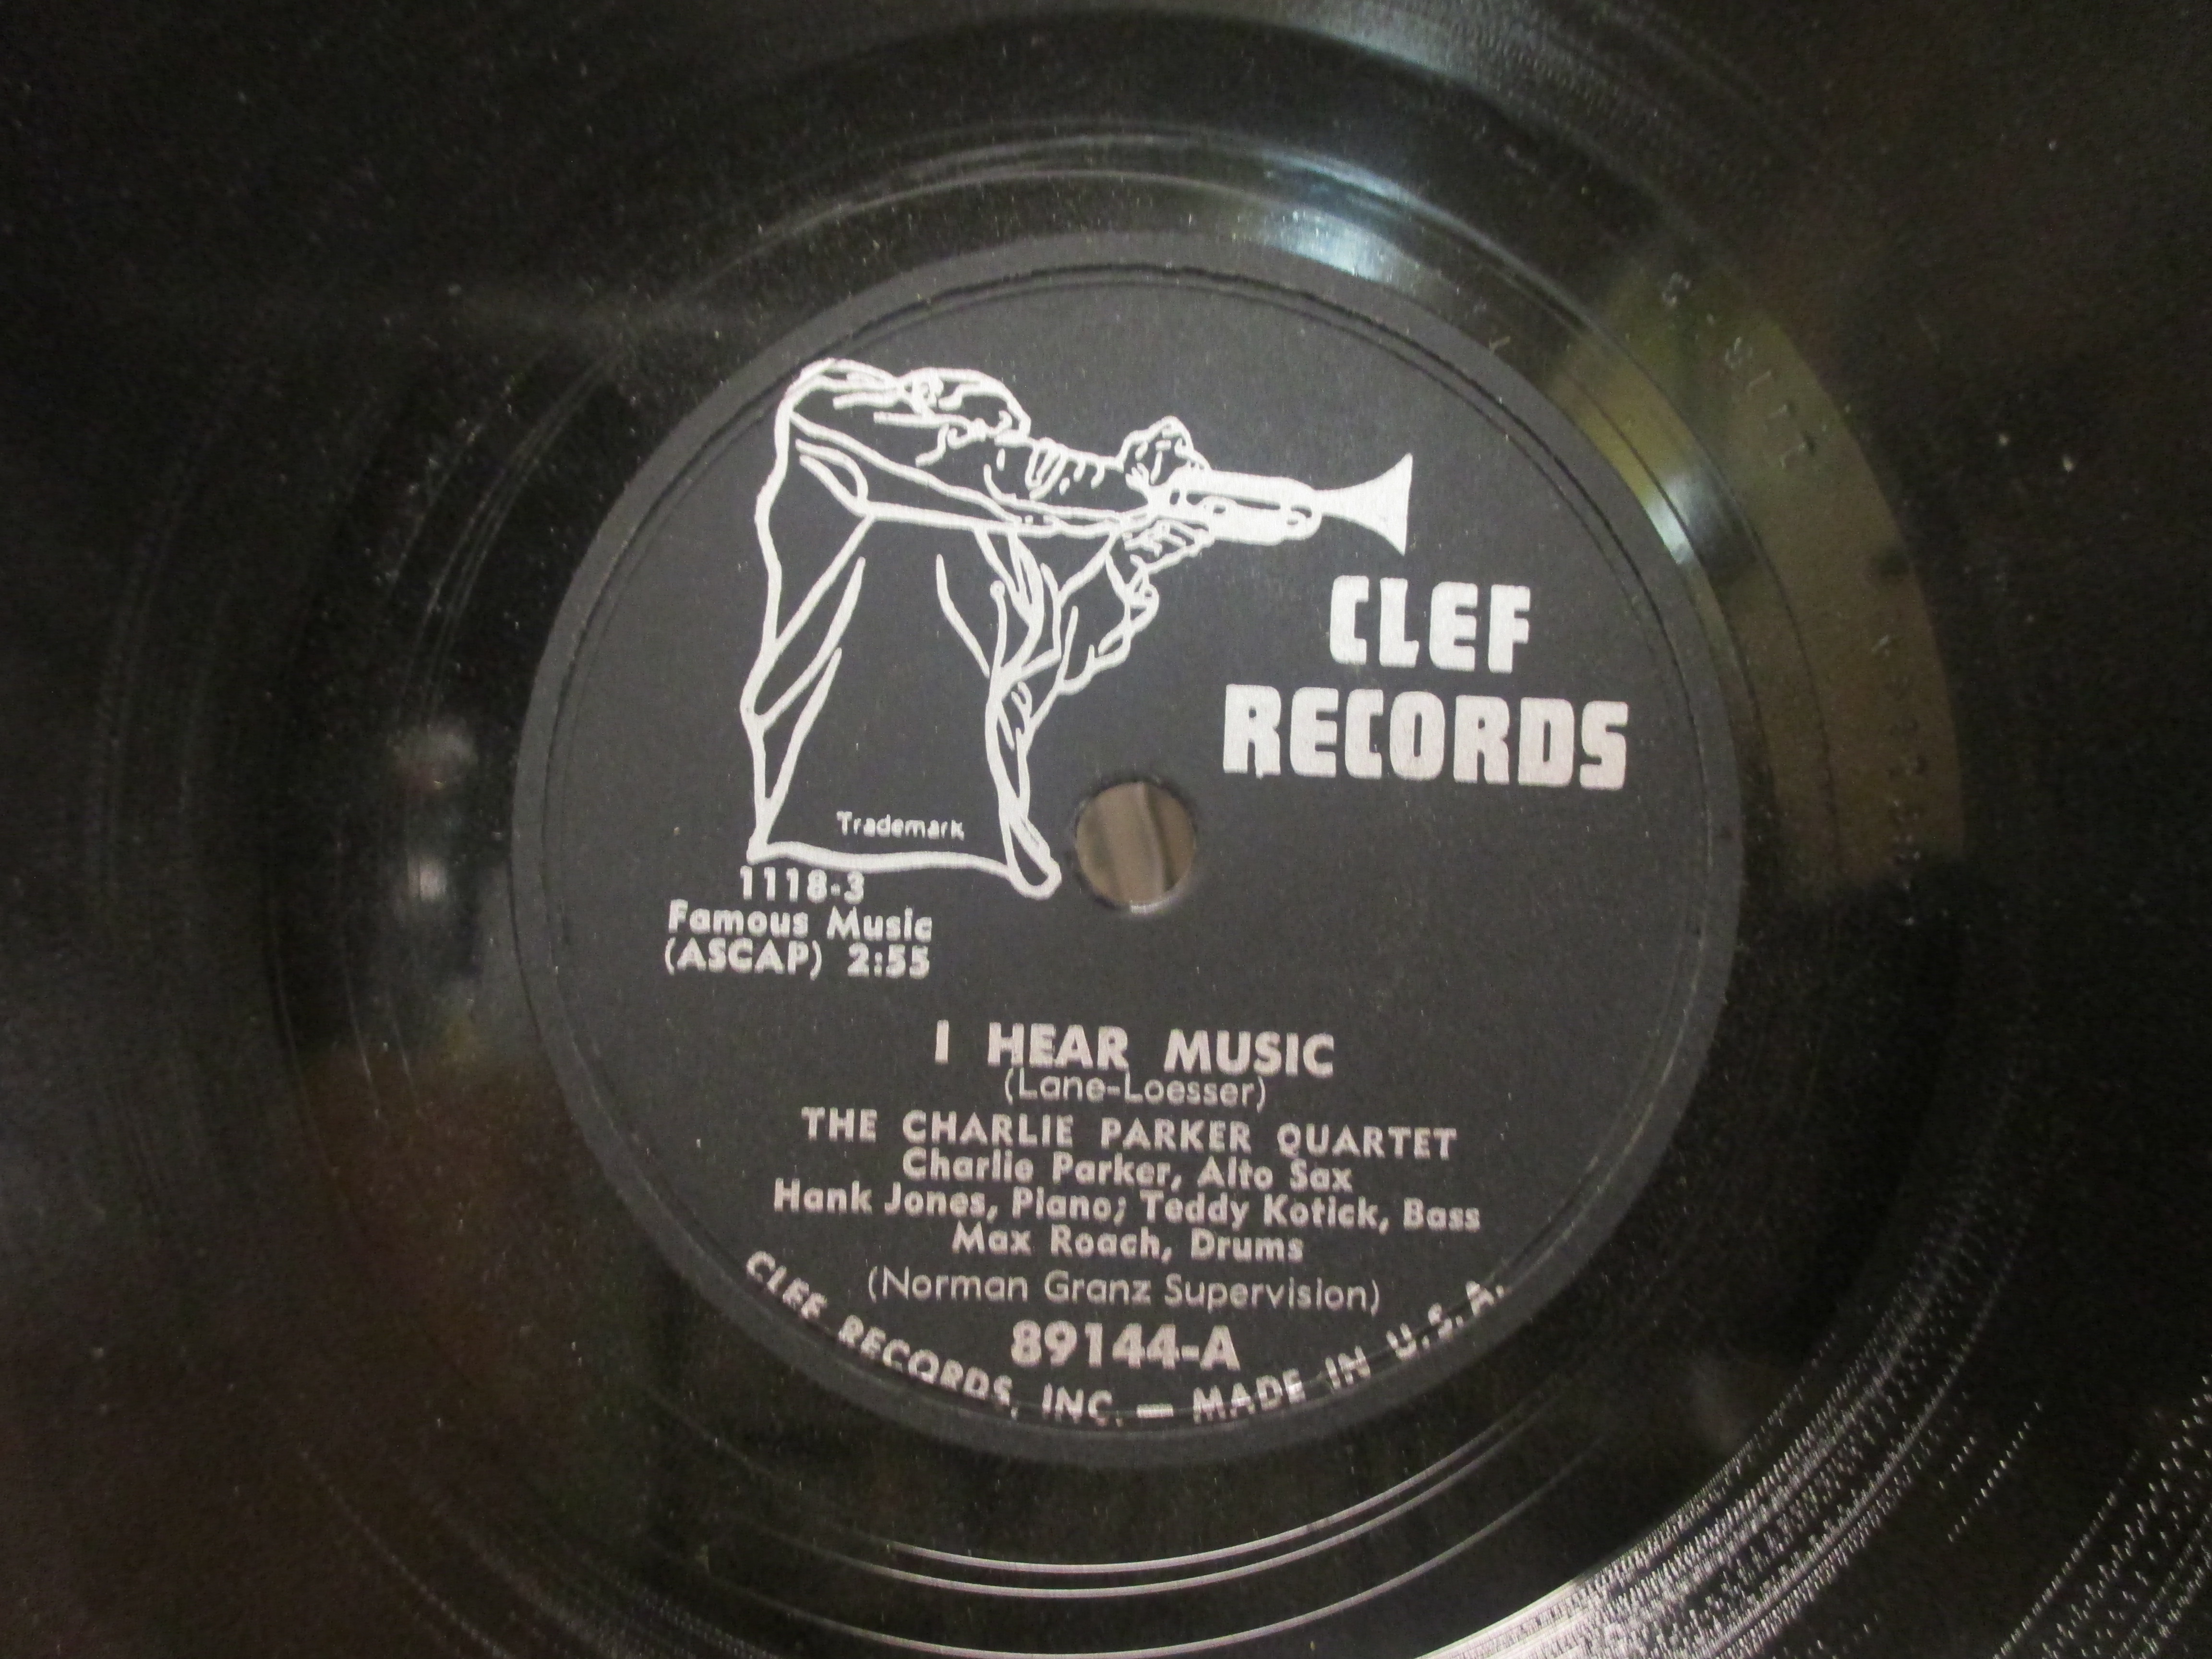 CLEF
RECORDS
Trademark
1118-3
Famous Music
(ASCAP) 2:55
I HEAR MUSIC
(Lane-Loesser)
THE CHARLIE PARKER QUARTET
Charlie Parker, Alto Sax
Hank Jones, Piano; Teddy Kotick, Bass
Max Roach, Drums
(Norman Granz Supervision)
89144-A
CLEF RECORDS, INC. — MADE IN U.S.A.